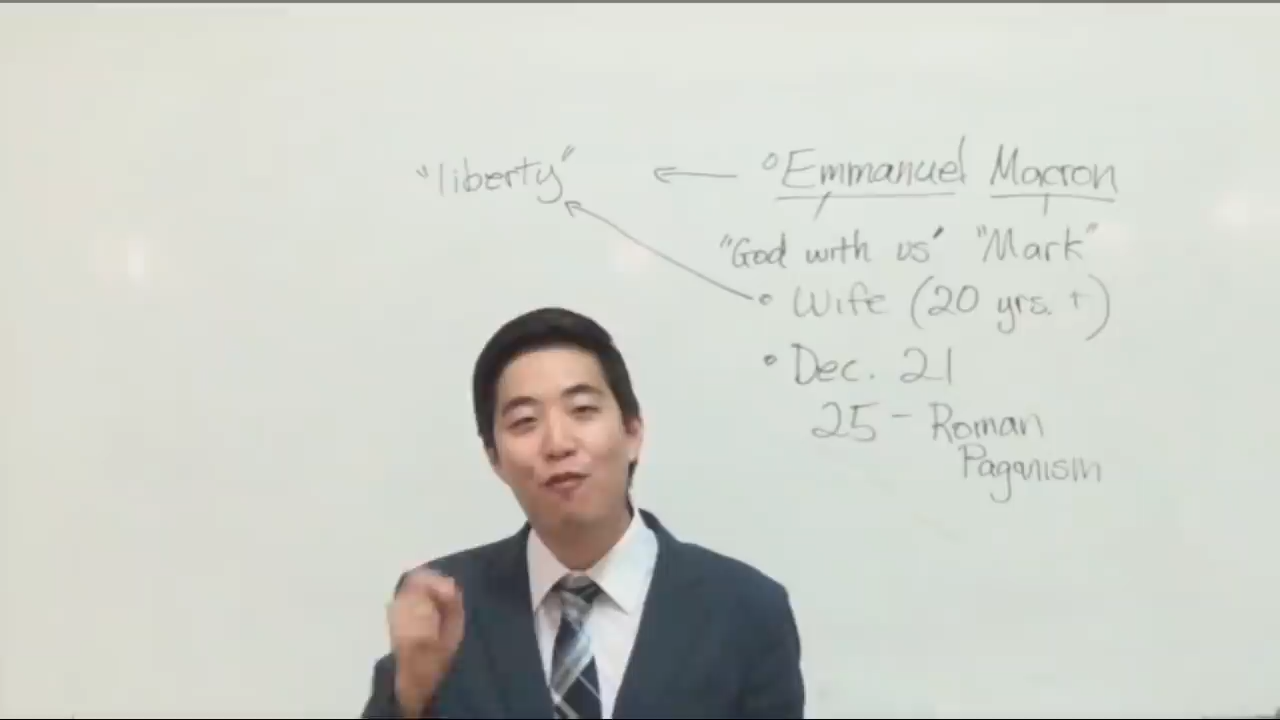 "liberty" ← °Emmanuel Macron
"God with us' "Mark"
• Wife (20 yrs. +)
• Dec. 21
25 - Roman
Paganism